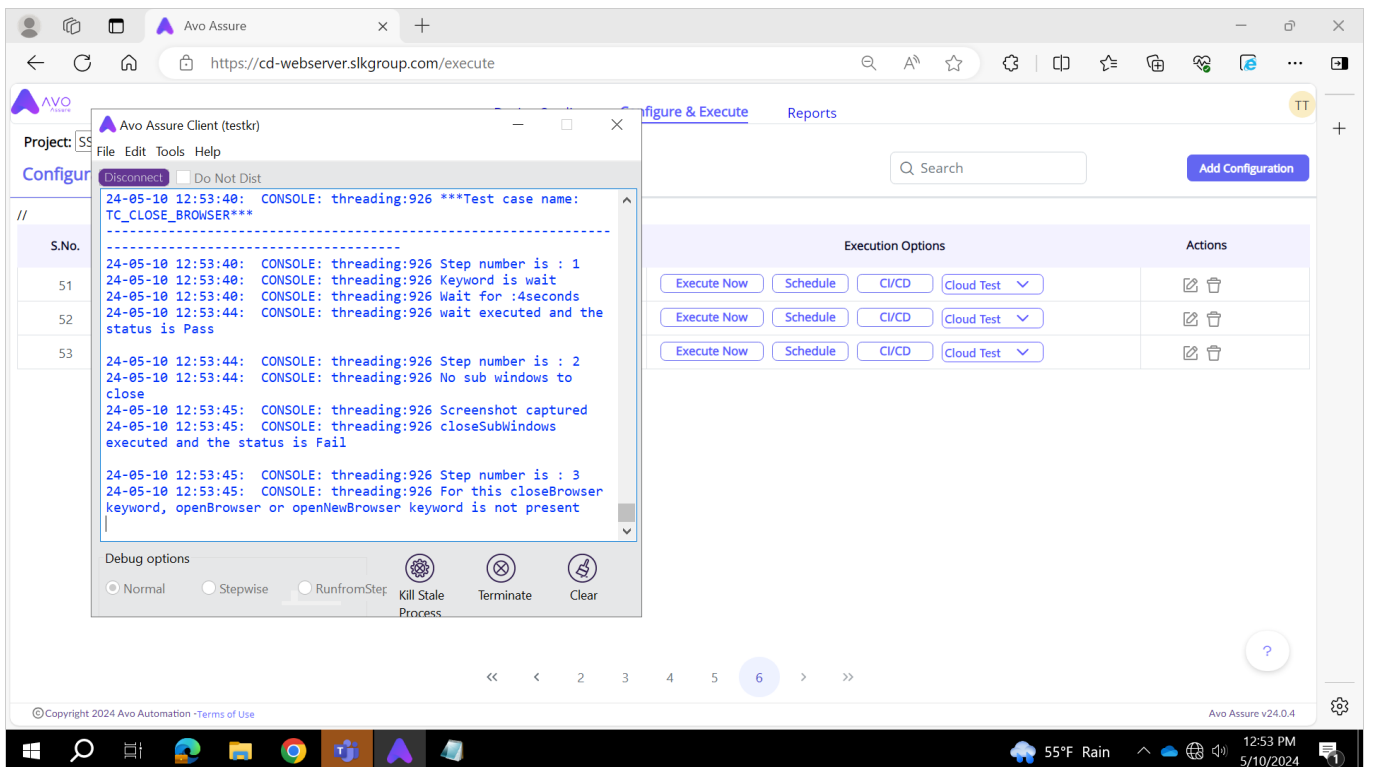 Avo Assure
https://cd-webserver.slkgroup.com/execute
AVO
Assure
nfigure & Execute
Reports
TT
Avo Assure Client (testkr)
Project: SS
File Edit Tools Help
Configur
Disconnect
Do Not Dist
Search
Add Configuration
24-05-10 12:53:40: CONSOLE: threading:926 ***Test case name:
TC_CLOSE_BROWSER***
-----------------------------------------------------------------
--------------------------------------
//
S.No.
Execution Options
Actions
24-05-10 12:53:40: CONSOLE: threading:926 Step number is : 1
24-05-10 12:53:40: CONSOLE: threading:926 Keyword is wait
24-05-10 12:53:40: CONSOLE: threading:926 Wait for :4seconds
24-05-10 12:53:44: CONSOLE: threading:926 wait executed and the
status is Pass
24-05-10 12:53:44: CONSOLE: threading:926 Step number is : 2
24-05-10 12:53:44: CONSOLE: threading:926 No sub windows to
close
24-05-10 12:53:45: CONSOLE: threading:926 Screenshot captured
24-05-10 12:53:45: CONSOLE: threading:926 closeSubWindows
executed and the status is Fail
24-05-10 12:53:45: CONSOLE: threading:926 Step number is : 3
24-05-10 12:53:45: CONSOLE: threading:926 For this closeBrowser
keyword, openBrowser or openNewBrowser keyword is not present
51 Execute Now Schedule CI/CD Cloud Test
52 Execute Now Schedule CI/CD Cloud Test
53 Execute Now Schedule CI/CD Cloud Test
Debug options
Normal Stepwise RunfromStep
Kill Stale
Process
Terminate
Clear
?
<< < 2 3 4 5 6 > >>
©Copyright 2024 Avo Automation -Terms of Use
Avo Assure v24.0.4
55°F Rain
12:53 PM
5/10/2024
1